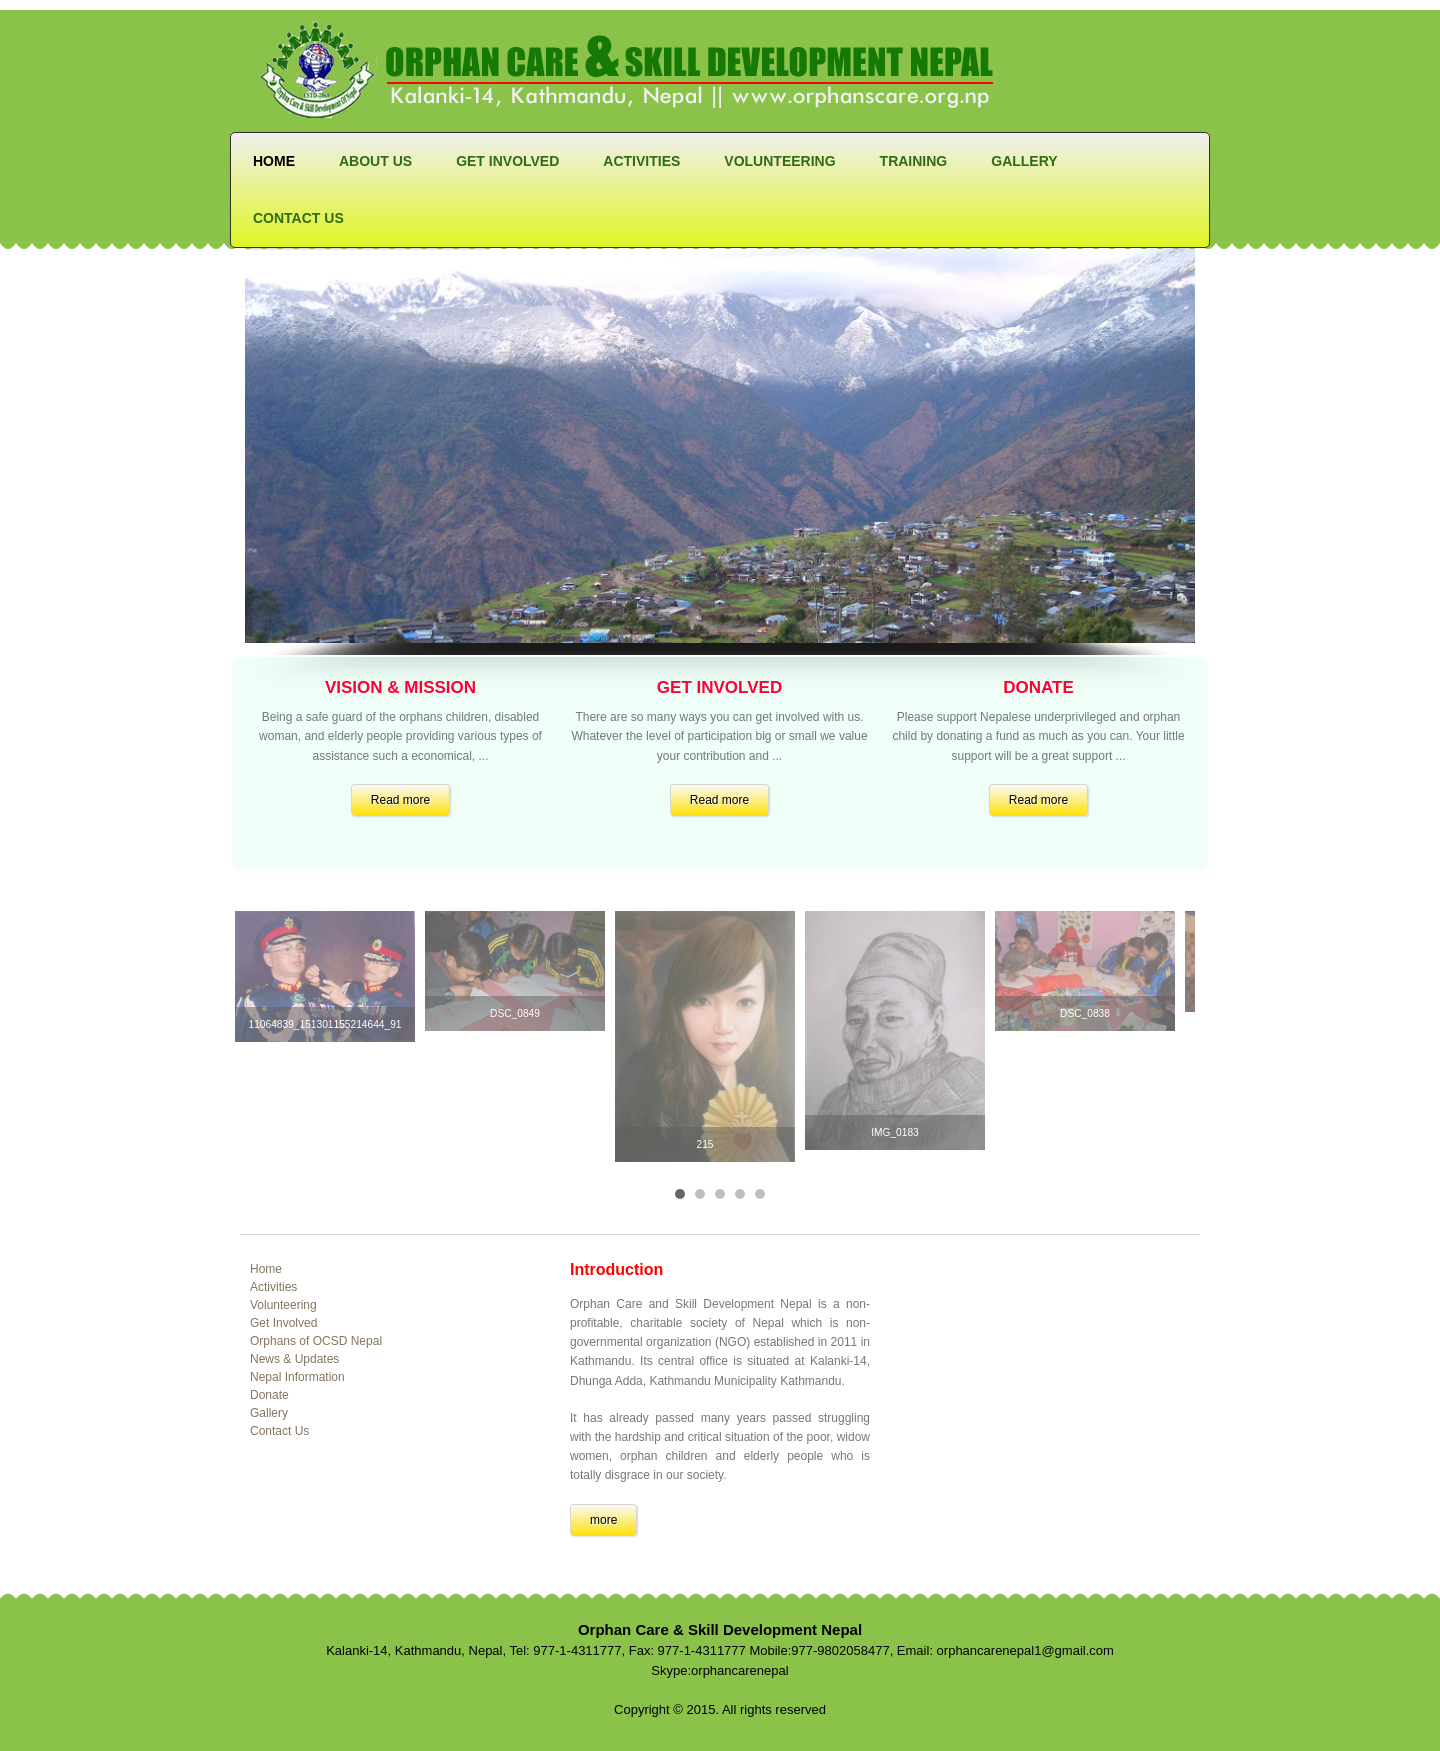 ORPHAN CARE & SKILL DEVELOPMENT NEPAL
Kalanki-14, Kathmandu, Nepal || www.orphanscare.org.np
HOME ABOUT US GET INVOLVED ACTIVITIES VOLUNTEERING TRAINING GALLERY
CONTACT US
VISION & MISSION
Being a safe guard of the orphans children, disabled
woman, and elderly people providing various types of
assistance such a economical, ...
Read more
GET INVOLVED
There are so many ways you can get involved with us.
Whatever the level of participation big or small we value
your contribution and ...
Read more
DONATE
Please support Nepalese underprivileged and orphan
child by donating a fund as much as you can. Your little
support will be a great support ...
Read more
11064839_151301155214644_91
DSC_0849
215
IMG_0183
DSC_0838
Home
Activities
Volunteering
Get Involved
Orphans of OCSD Nepal
News & Updates
Nepal Information
Donate
Gallery
Contact Us
Introduction
Orphan Care and Skill Development Nepal is a non-
profitable, charitable society of Nepal which is non-
governmental organization (NGO) established in 2011 in
Kathmandu. Its central office is situated at Kalanki-14,
Dhunga Adda, Kathmandu Municipality Kathmandu.
It has already passed many years passed struggling
with the hardship and critical situation of the poor, widow
women, orphan children and elderly people who is
totally disgrace in our society.
more
Orphan Care & Skill Development Nepal
Kalanki-14, Kathmandu, Nepal, Tel: 977-1-4311777, Fax: 977-1-4311777 Mobile:977-9802058477, Email: orphancarenepal1@gmail.com
Skype:orphancarenepal
Copyright © 2015. All rights reserved